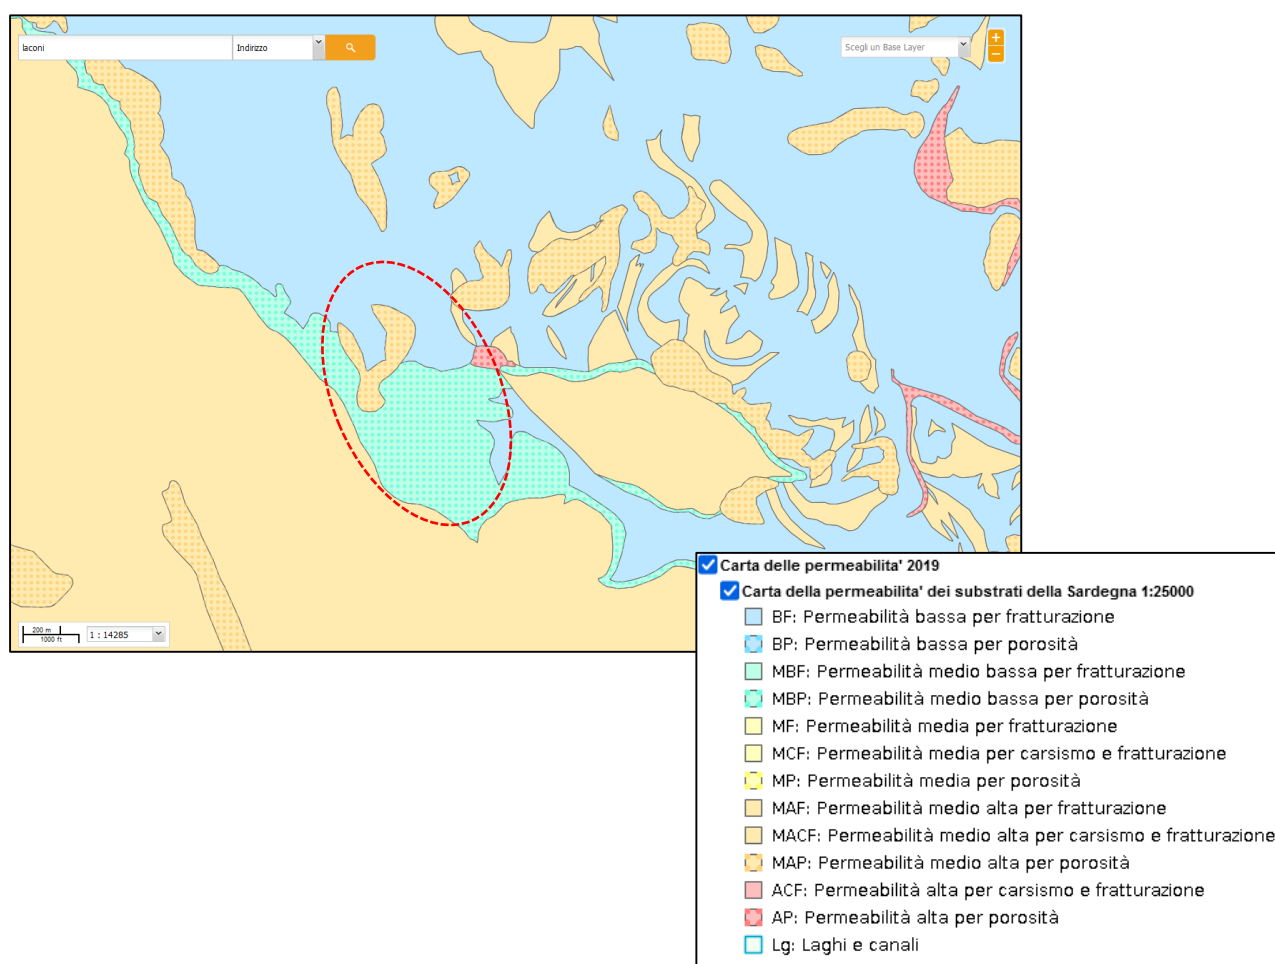 laconi
Indirizzo
Scegli un Base Layer
+
−
200 m
1000 ft
1 : 14285
Carta delle permeabilita' 2019
Carta della permeabilita' dei substrati della Sardegna 1:25000
BF: Permeabilità bassa per fratturazione
BP: Permeabilità bassa per porosità
MBF: Permeabilità medio bassa per fratturazione
MBP: Permeabilità medio bassa per porosità
MF: Permeabilità media per fratturazione
MCF: Permeabilità media per carsismo e fratturazione
MP: Permeabilità media per porosità
MAF: Permeabilità medio alta per fratturazione
MACF: Permeabilità medio alta per carsismo e fratturazione
MAP: Permeabilità medio alta per porosità
ACF: Permeabilità alta per carsismo e fratturazione
AP: Permeabilità alta per porosità
Lg: Laghi e canali